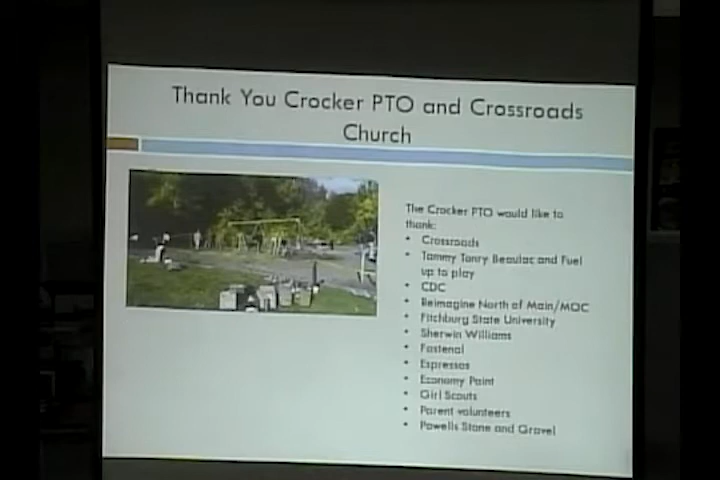 Thank You Crocker PTO and Crossroads
Church
The Crocker PTO would like to
thank:
• Crossroads
• Tammy Tonry Beaulac and Fuel
up to play
• CDC
• Reimagine North of Main/MOC
• Fitchburg State University
• Sherwin Williams
• Fastenal
• Espressos
• Economy Paint
• Girl Scouts
• Parent volunteers
• Powells Stone and Gravel